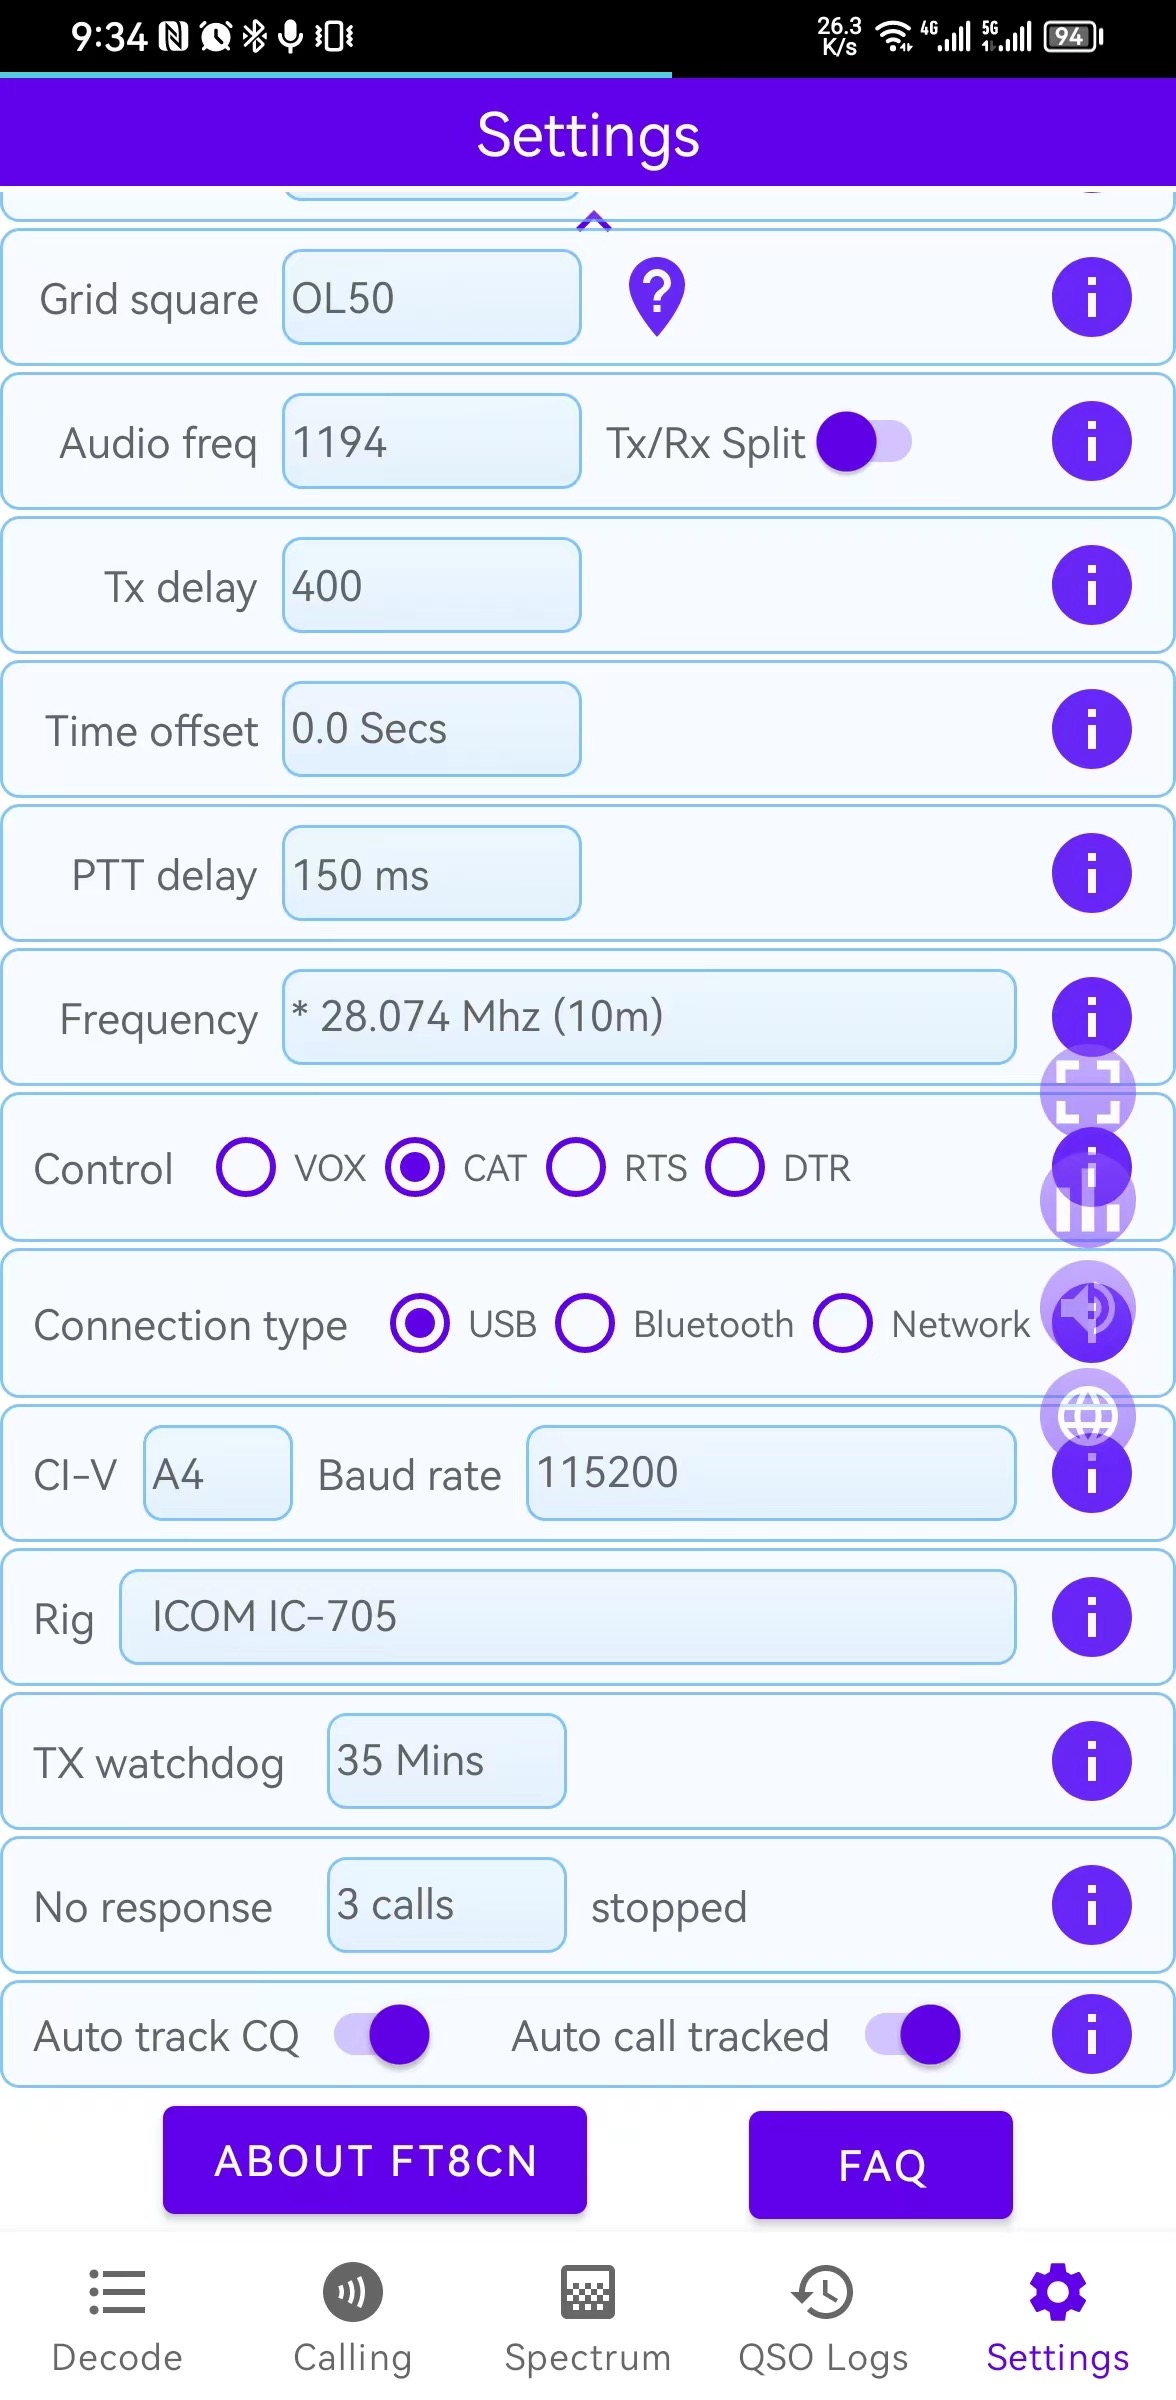 9:34 26.3 K/s 4G 5G 94
Settings
Grid square OL50
Audio freq 1194 Tx/Rx Split
Tx delay 400
Time offset 0.0 Secs
PTT delay 150 ms
Frequency * 28.074 Mhz (10m)
Control VOX CAT RTS DTR
Connection type USB Bluetooth Network
CI-V A4 Baud rate 115200
Rig ICOM IC-705
TX watchdog 35 Mins
No response 3 calls stopped
Auto track CQ Auto call tracked
ABOUT FT8CN FAQ
Decode Calling Spectrum QSO Logs Settings